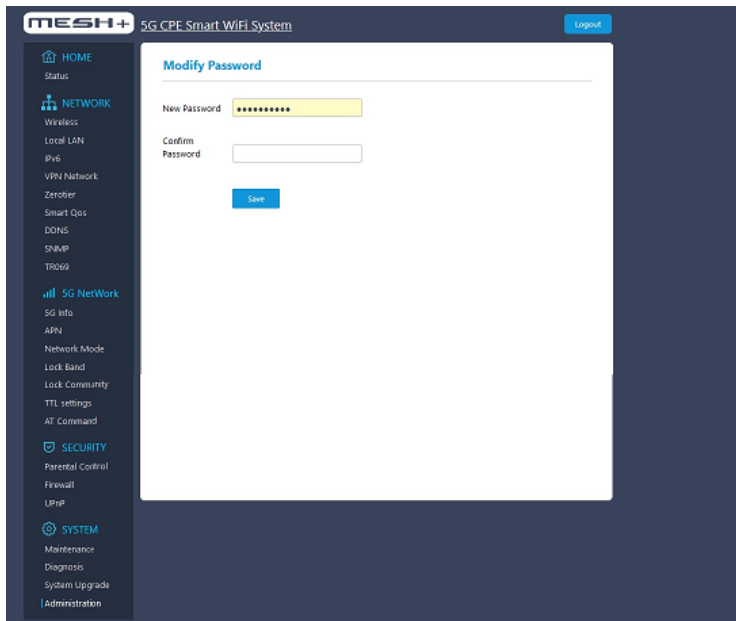 MESH+
5G CPE Smart WiFi System
Logout
HOME
Status
NETWORK
Wireless
Local LAN
IPv6
VPN Network
Zerotier
Smart Qos
DDNS
SNMP
TR069
5G NetWork
5G Info
APN
Network Mode
Lock Band
Lock Community
TTL settings
AT Command
SECURITY
Parental Control
Firewall
UPnP
SYSTEM
Maintenance
Diagnosis
System Upgrade
Administration
Modify Password
New Password
Confirm
Password
Save